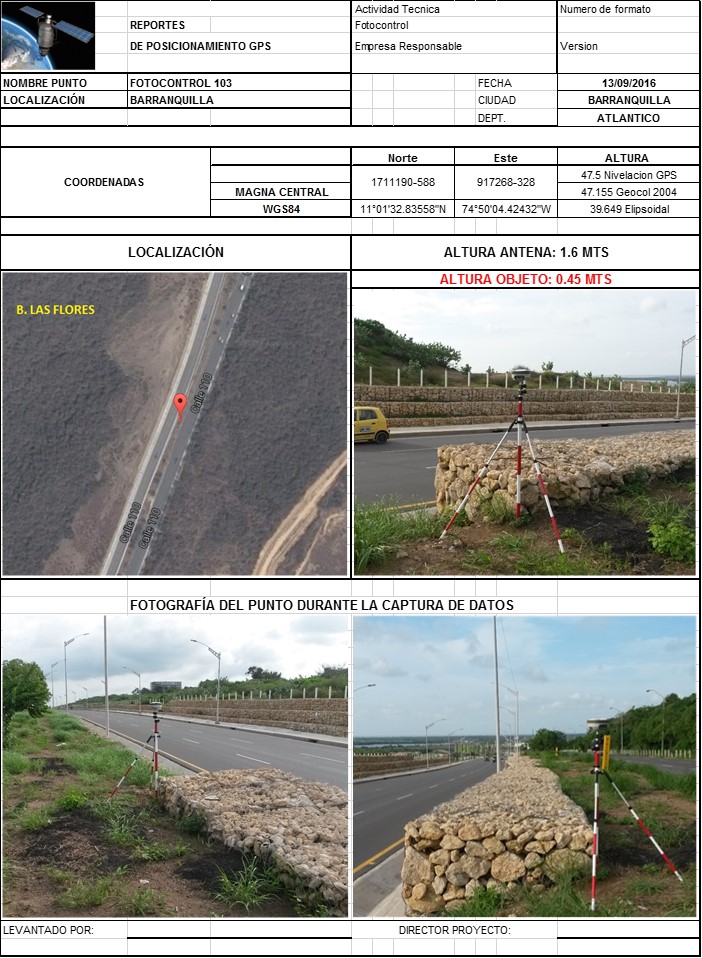 Actividad Tecnica
Numero de formato
REPORTES
Fotocontrol
DE POSICIONAMIENTO GPS
Empresa Responsable
Version
NOMBRE PUNTO
FOTOCONTROL 103
FECHA
13/09/2016
LOCALIZACIÓN
BARRANQUILLA
CIUDAD
BARRANQUILLA
DEPT.
ATLANTICO
COORDENADAS
Norte
Este
ALTURA
1711190-588
917268-328
47.5 Nivelacion GPS
MAGNA CENTRAL
47.155 Geocol 2004
WGS84
11°01'32.83558"N
74°50'04.42432"W
39.649 Elipsoidal
LOCALIZACIÓN
ALTURA ANTENA: 1.6 MTS
ALTURA OBJETO: 0.45 MTS
B. LAS FLORES
Calle 110
Calle 110
Calle 110
FOTOGRAFÍA DEL PUNTO DURANTE LA CAPTURA DE DATOS
LEVANTADO POR:
DIRECTOR PROYECTO: